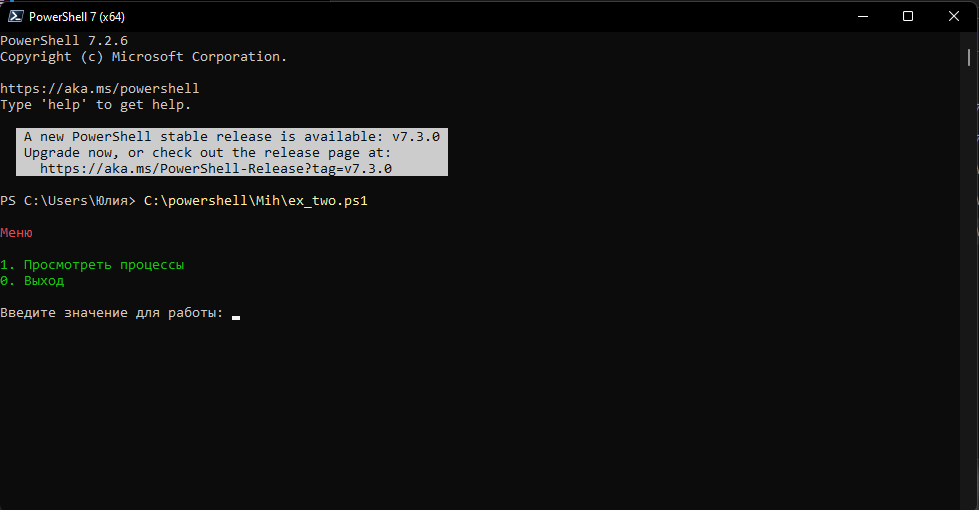 PowerShell 7 (x64)
PowerShell 7.2.6
Copyright (c) Microsoft Corporation.
https://aka.ms/powershell
Type 'help' to get help.
A new PowerShell stable release is available: v7.3.0
Upgrade now, or check out the release page at:
https://aka.ms/PowerShell-Release?tag=v7.3.0
PS C:\Users\Юлия> C:\powershell\Mih\ex_two.ps1
Меню
1. Просмотреть процессы
0. Выход
Введите значение для работы: